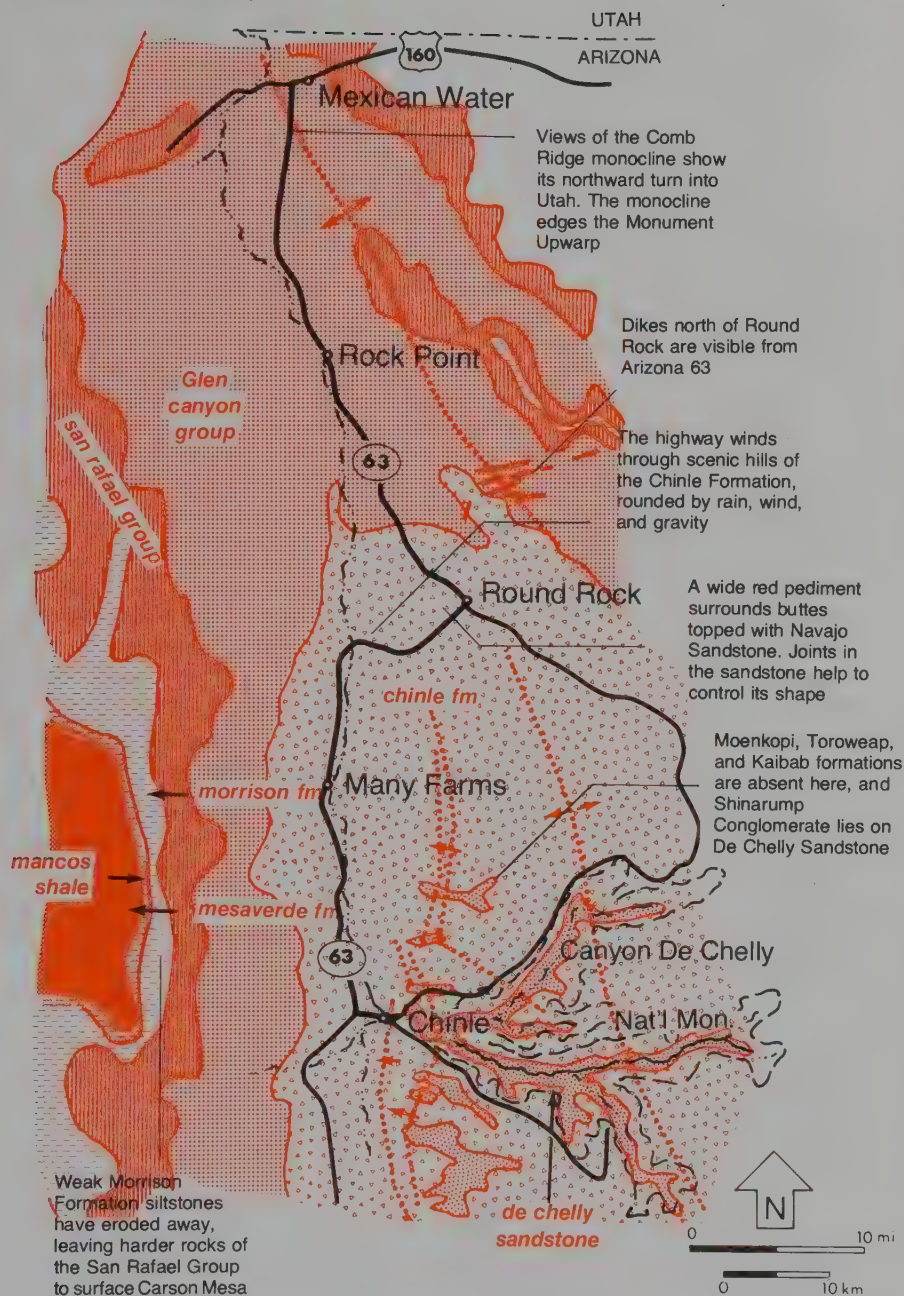 UTAH
160
ARIZONA
Mexican Water
Views of the Comb
Ridge monocline show
its northward turn into
Utah. The monocline
edges the Monument
Upwarp
Dikes north of Round
Rock are visible from
Arizona 63
Rock Point
Glen
canyon
group
san rafael group
63
The highway winds
through scenic hills of
the Chinle Formation,
rounded by rain, wind,
and gravity
Round Rock
A wide red pediment
surrounds buttes
topped with Navajo
Sandstone. Joints in
the sandstone help to
control its shape
chinle fm
Moenkopi, Toroweap,
and Kaibab formations
are absent here, and
Shinarump
Conglomerate lies on
De Chelly Sandstone
morrison fm
Many Farms
mancos
shale
mesaverde fm
63
Canyon De Chelly
Chinle
Nat'l Mon.
Weak Morrison
Formation siltstones
have eroded away,
leaving harder rocks of
the San Rafael Group
to surface Carson Mesa
de chelly
sandstone
N
0 10 mi
0 10 km